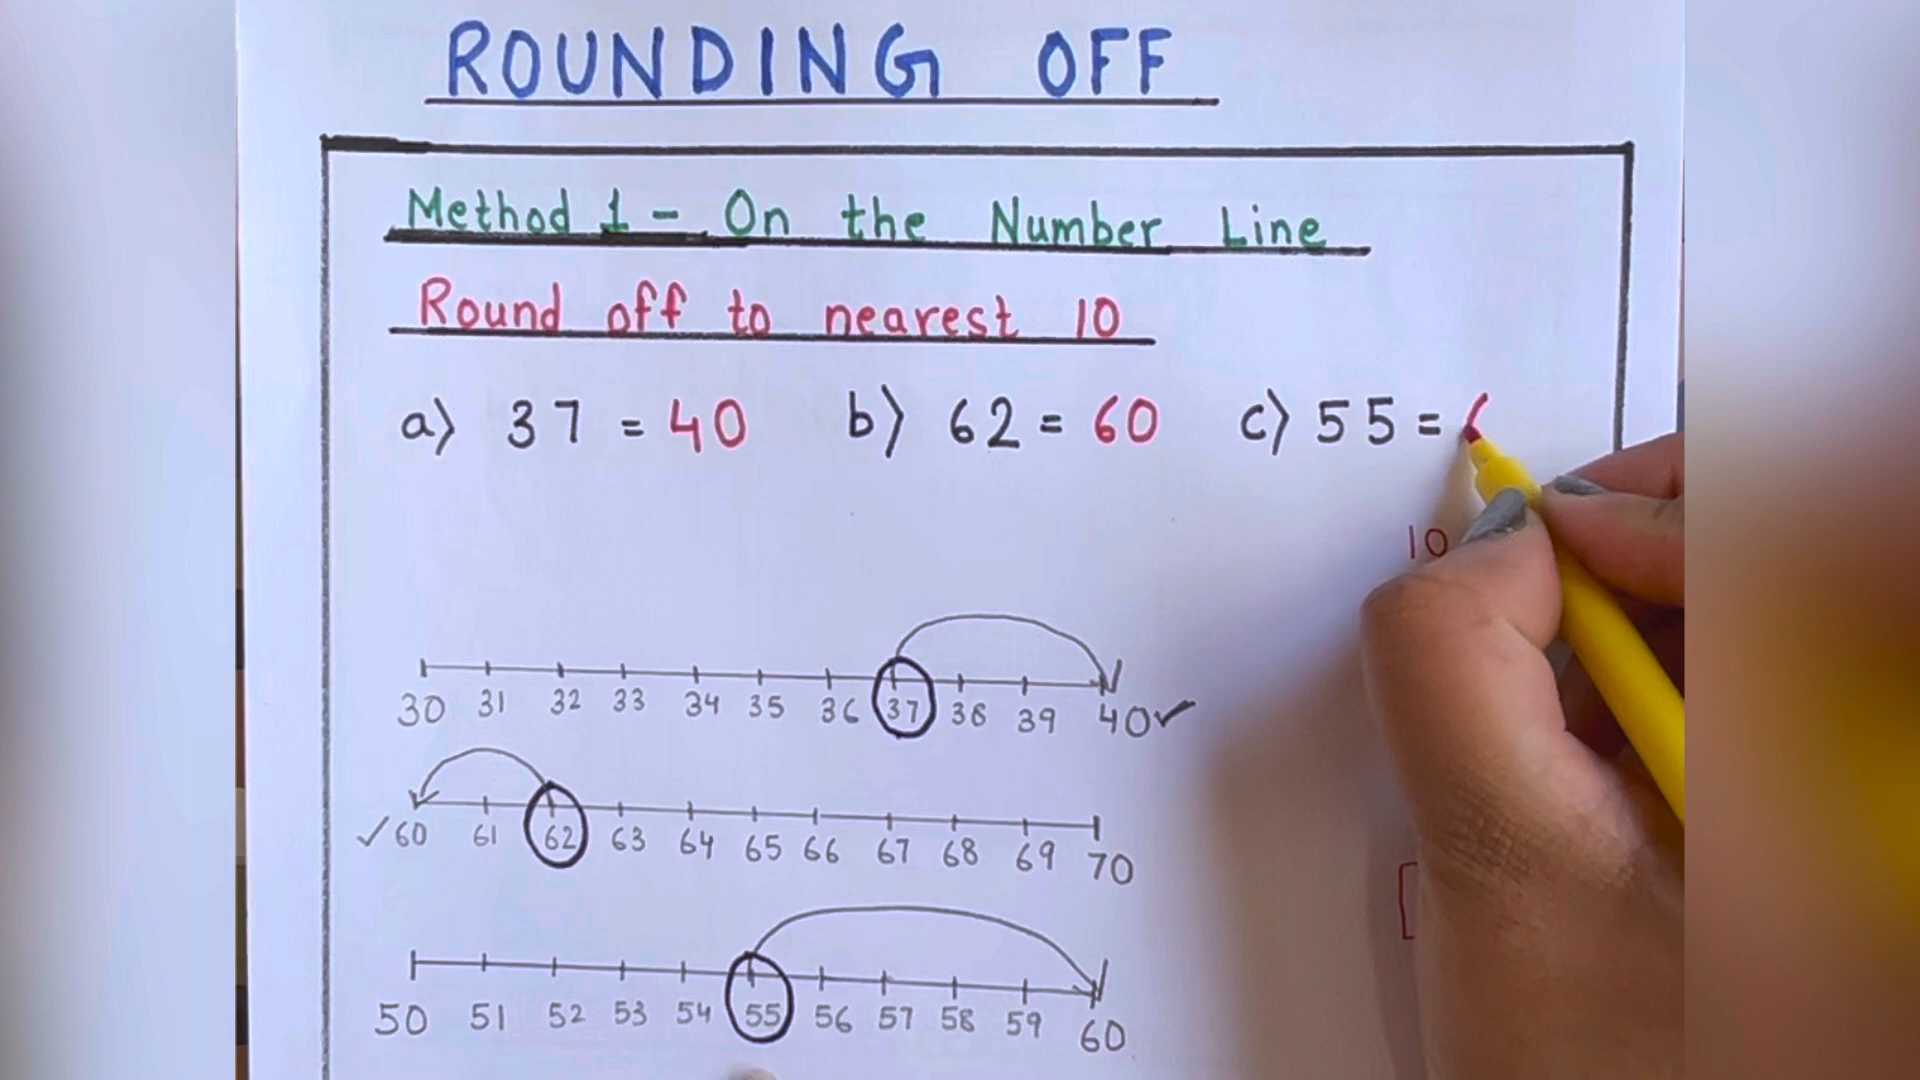 ROUNDING OFF
Method 1 - On the Number Line
Round off to nearest 10
a) 37 = 40 b) 62 = 60 c) 55 =
10
30 31 32 33 34 35 36 37 38 39 40✓
✓60 61 62 63 64 65 66 67 68 69 70
50 51 52 53 54 55 56 57 58 59 60